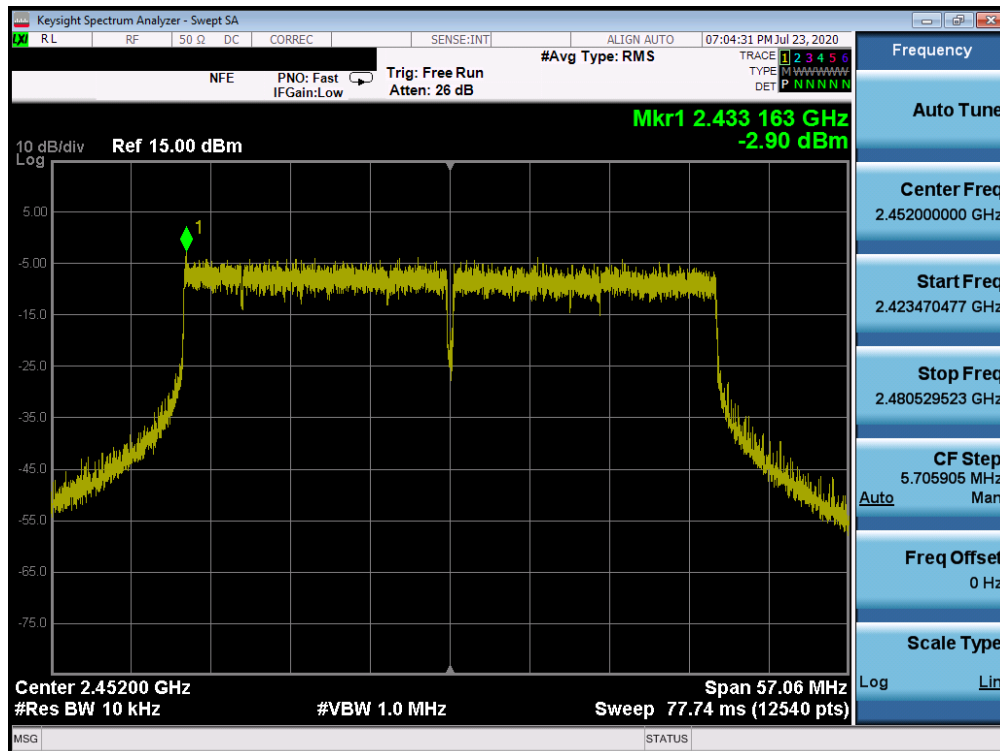 Keysight Spectrum Analyzer - Swept SA
LXI RL RF 50 Ω DC CORREC SENSE:INT ALIGN AUTO 07:04:31 PM Jul 23, 2020
NFE PNO: Fast Trig: Free Run #Avg Type: RMS TRACE 1 2 3 4 5 6
IFGain:Low Atten: 26 dB TYPE M WWWWW
DET P N N N N N
Mkr1 2.433 163 GHz
-2.90 dBm
10 dB/div Ref 15.00 dBm
Log
1
5.00
-5.00
-15.0
-25.0
-35.0
-45.0
-55.0
-65.0
-75.0
Center 2.45200 GHz Span 57.06 MHz
#Res BW 10 kHz #VBW 1.0 MHz Sweep 77.74 ms (12540 pts)
MSG STATUS
Frequency
Auto Tune
Center Freq
2.452000000 GHz
Start Freq
2.423470477 GHz
Stop Freq
2.480529523 GHz
CF Step
5.705905 MHz
Auto Man
Freq Offset
0 Hz
Scale Type
Log Lin